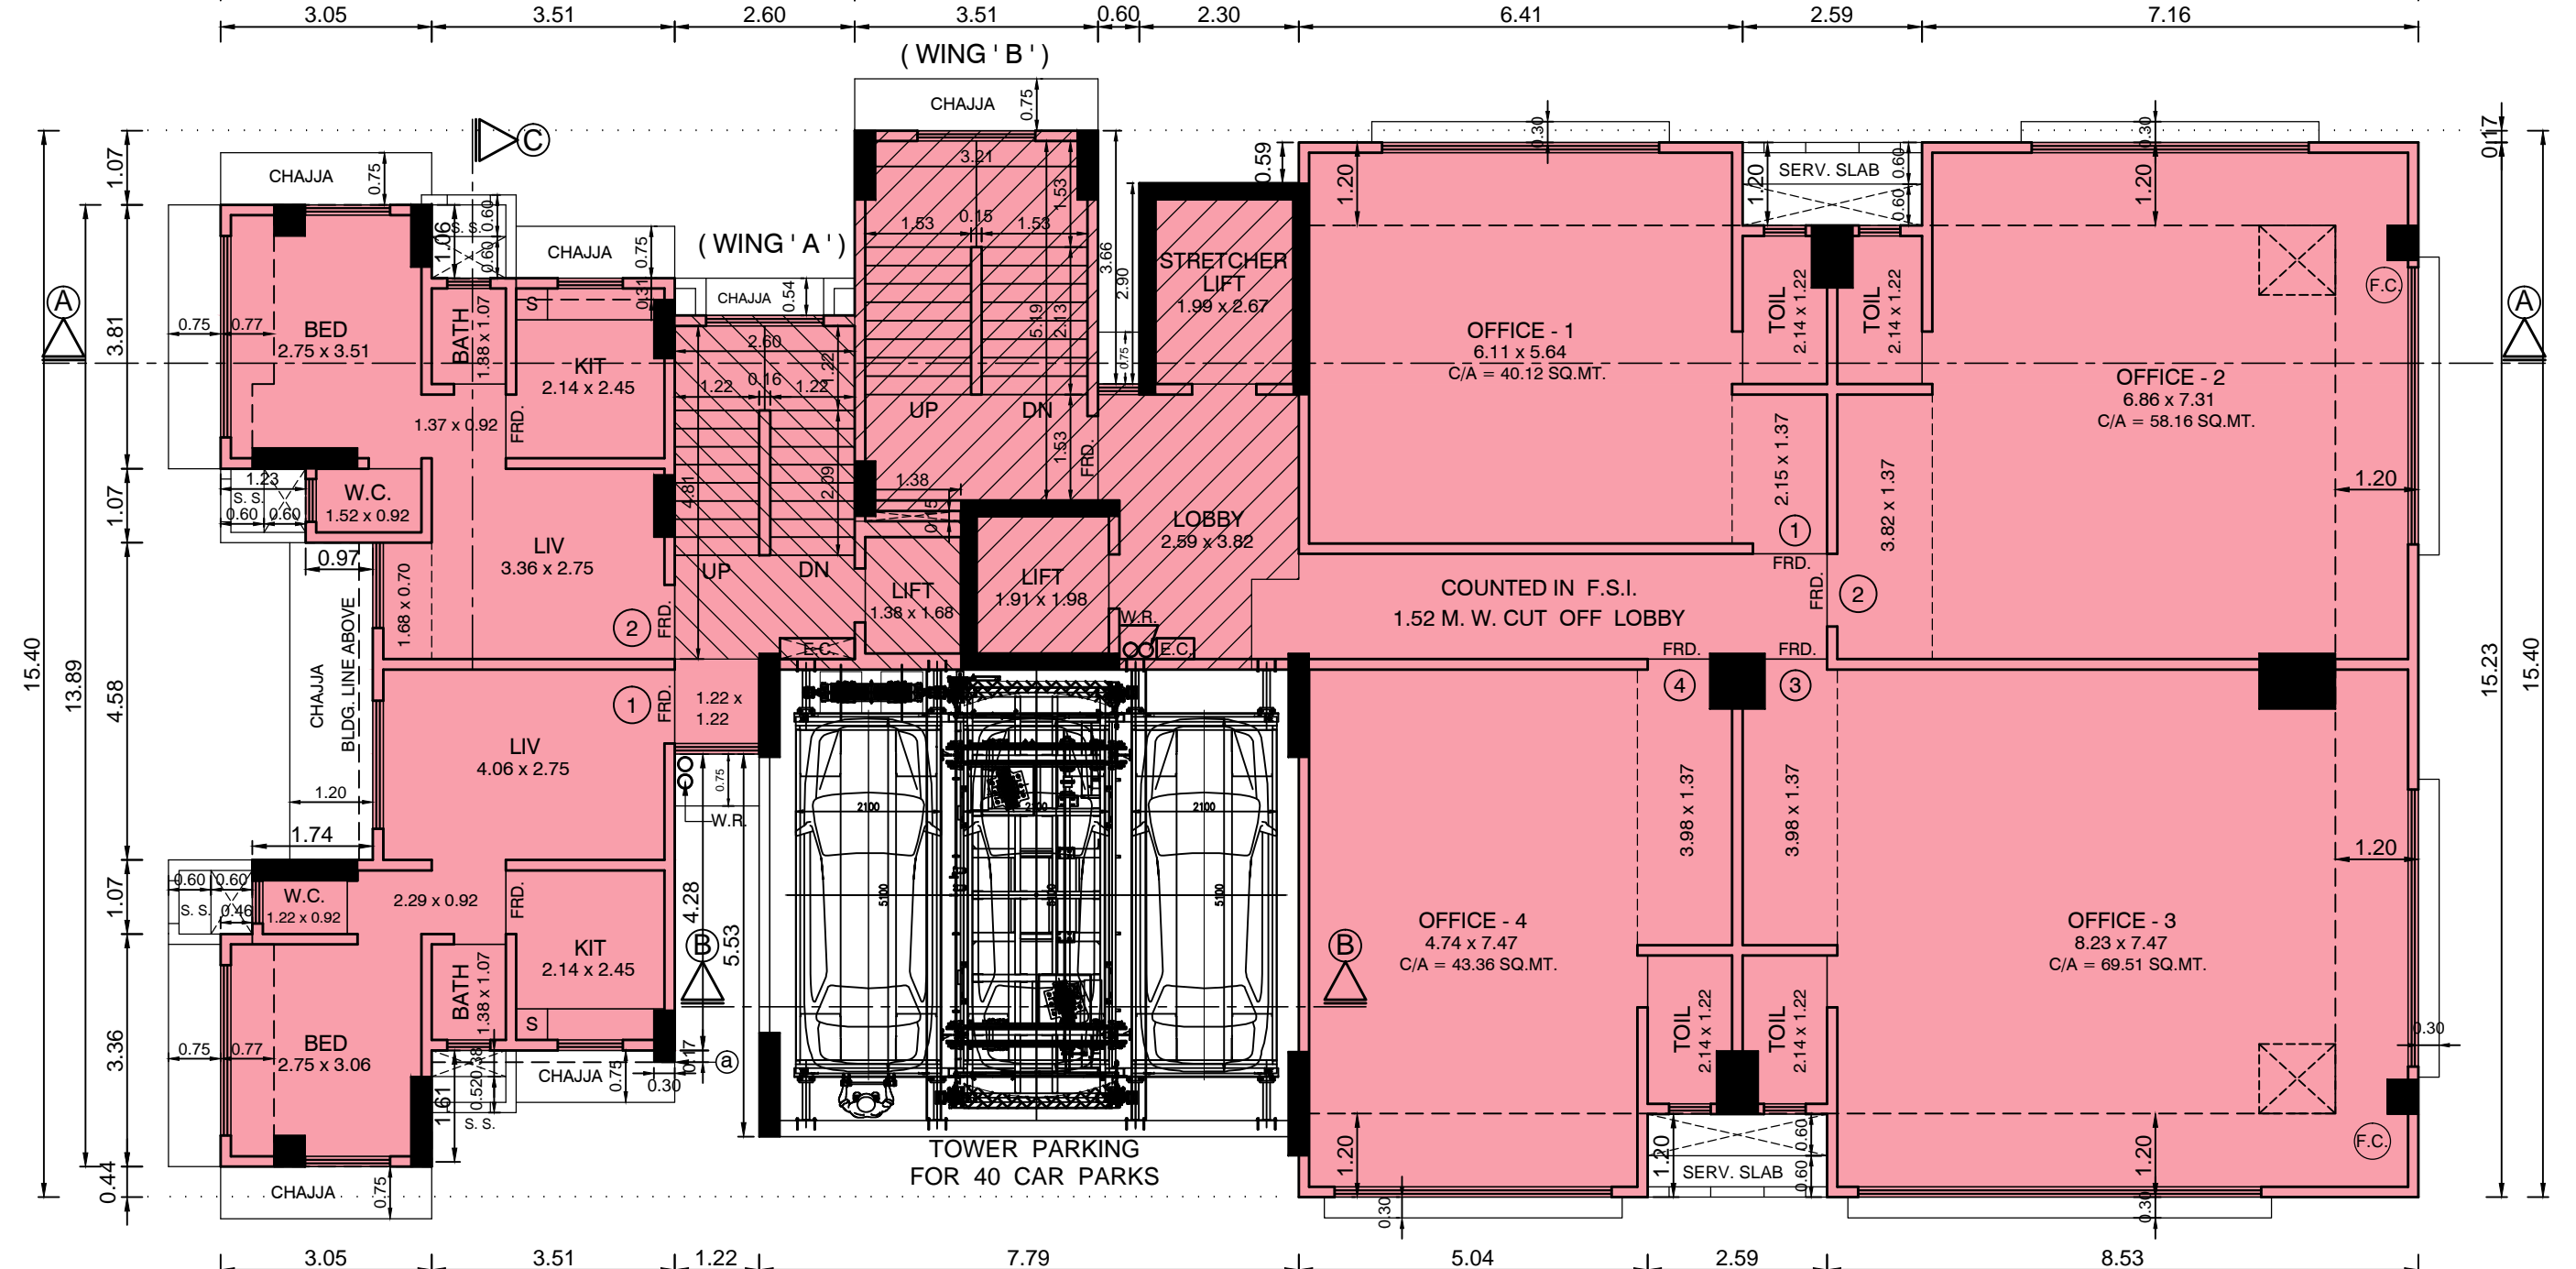 3.05 3.51 2.60 3.51 0.60 2.30 6.41 2.59 7.16
( WING ' B ' )
CHAJJA
0.75
( WING ' A ' )
C
CHAJJA
0.75
CHAJJA
0.75
0.31
CHAJJA
0.54
1.06
S. S.
0.60
0.60
15.40
13.89
1.07
3.81
1.07
4.58
1.07
3.36
0.44
A
0.75
0.77
BED
2.75 x 3.51
BATH
1.38 x 1.07
S
KIT
2.14 x 2.45
1.37 x 0.92
FRD.
1.23
S. S.
0.60 0.60
W.C.
1.52 x 0.92
0.97
LIV
3.36 x 2.75
1.68 x 0.70
2
FRD.
CHAJJA
BLDG. LINE ABOVE
1
FRD.
LIV
4.06 x 2.75
1.20
1.74
0.60 0.60
S. S.
0.46
W.C.
1.22 x 0.92
2.29 x 0.92
FRD.
KIT
2.14 x 2.45
S
BATH
1.38 x 1.07
BED
2.75 x 3.06
0.75
0.77
CHAJJA
0.75
1.61
S. S.
CHAJJA
0.75
0.30
0.17
a
2.60
1.22 0.16 1.22
1.22
4.81
2.09
UP
DN
3.21
1.53 0.15 1.53
1.53
5.19
2.13
1.53
UP
DN
FRD.
3.66
2.90
0.75
0.59
STRETCHER
LIFT
1.99 x 2.67
1.38
0.15
LIFT
1.38 x 1.68
LIFT
1.91 x 1.98
LOBBY
2.59 x 3.82
W.R.
E.C.
E.C.
1.22 x
1.22
0.75
W.R.
4.28
5.53
B
2100
2100
2100
5100
5100
5100
TOWER PARKING
FOR 40 CAR PARKS
0.30
1.20
OFFICE - 1
6.11 x 5.64
C/A = 40.12 SQ.MT.
1.20
SERV. SLAB
0.60
0.60
TOIL
2.14 x 1.22
TOIL
2.14 x 1.22
2.15 x 1.37
1
FRD.
3.82 x 1.37
FRD.
2
0.30
1.20
OFFICE - 2
6.86 x 7.31
C/A = 58.16 SQ.MT.
F.C.
1.20
COUNTED IN F.S.I.
1.52 M. W. CUT OFF LOBBY
FRD.
FRD.
4
3
3.98 x 1.37
3.98 x 1.37
B
OFFICE - 4
4.74 x 7.47
C/A = 43.36 SQ.MT.
TOIL
2.14 x 1.22
TOIL
2.14 x 1.22
1.20
1.20
SERV. SLAB
0.60
0.60
0.30
OFFICE - 3
8.23 x 7.47
C/A = 69.51 SQ.MT.
1.20
1.20
0.30
0.30
F.C.
0.17
A
15.23
15.40
3.05 3.51 1.22 7.79 5.04 2.59 8.53